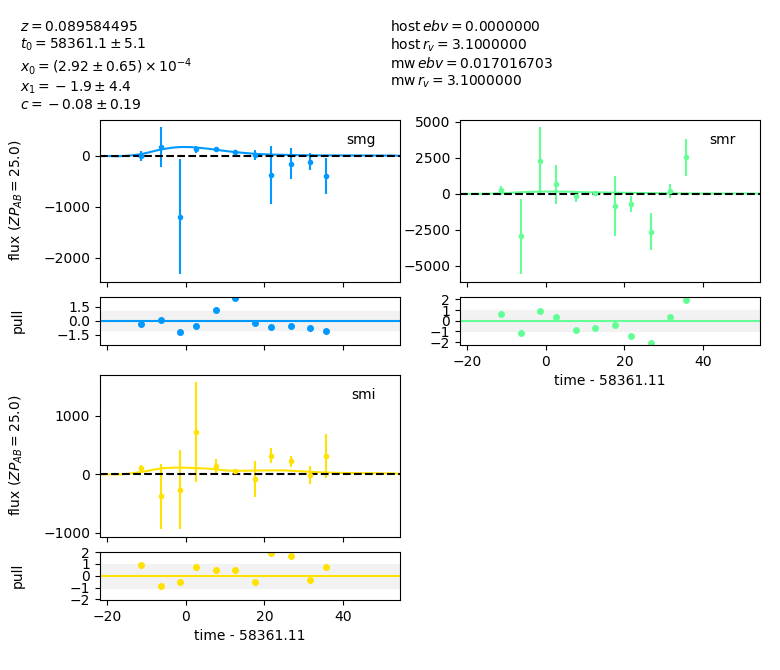 z = 0.089584495
t₀ = 58361.1 ± 5.1
x₀ = (2.92 ± 0.65) × 10⁻⁴
x₁ = −1.9 ± 4.4
c = −0.08 ± 0.19
host ebv = 0.0000000
host r_v = 3.1000000
mw ebv = 0.017016703
mw r_v = 3.1000000
smg
flux (ZP_AB = 25.0)
0
−1000
−2000
pull
1.5
0.0
−1.5
smr
5000
2500
0
−2500
−5000
2
1
0
−1
−2
−20 0 20 40
time - 58361.11
smi
flux (ZP_AB = 25.0)
1000
0
−1000
pull
2
1
0
−1
−2
−20 0 20 40
time - 58361.11